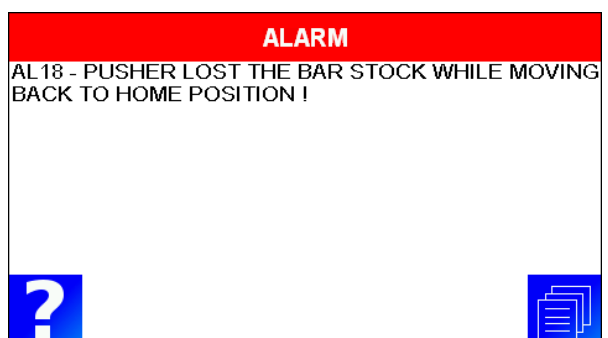 ALARM
AL18 - PUSHER LOST THE BAR STOCK WHILE MOVING
BACK TO HOME POSITION !
?